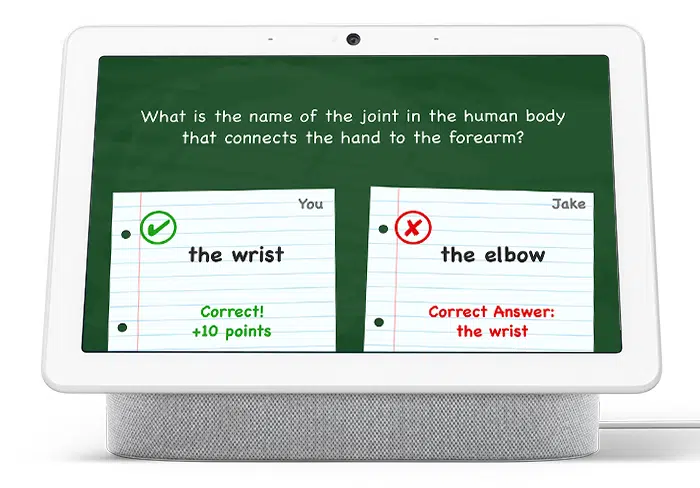 What is the name of the joint in the human body
that connects the hand to the forearm?
You
the wrist
Correct!
+10 points
Jake
the elbow
Correct Answer:
the wrist